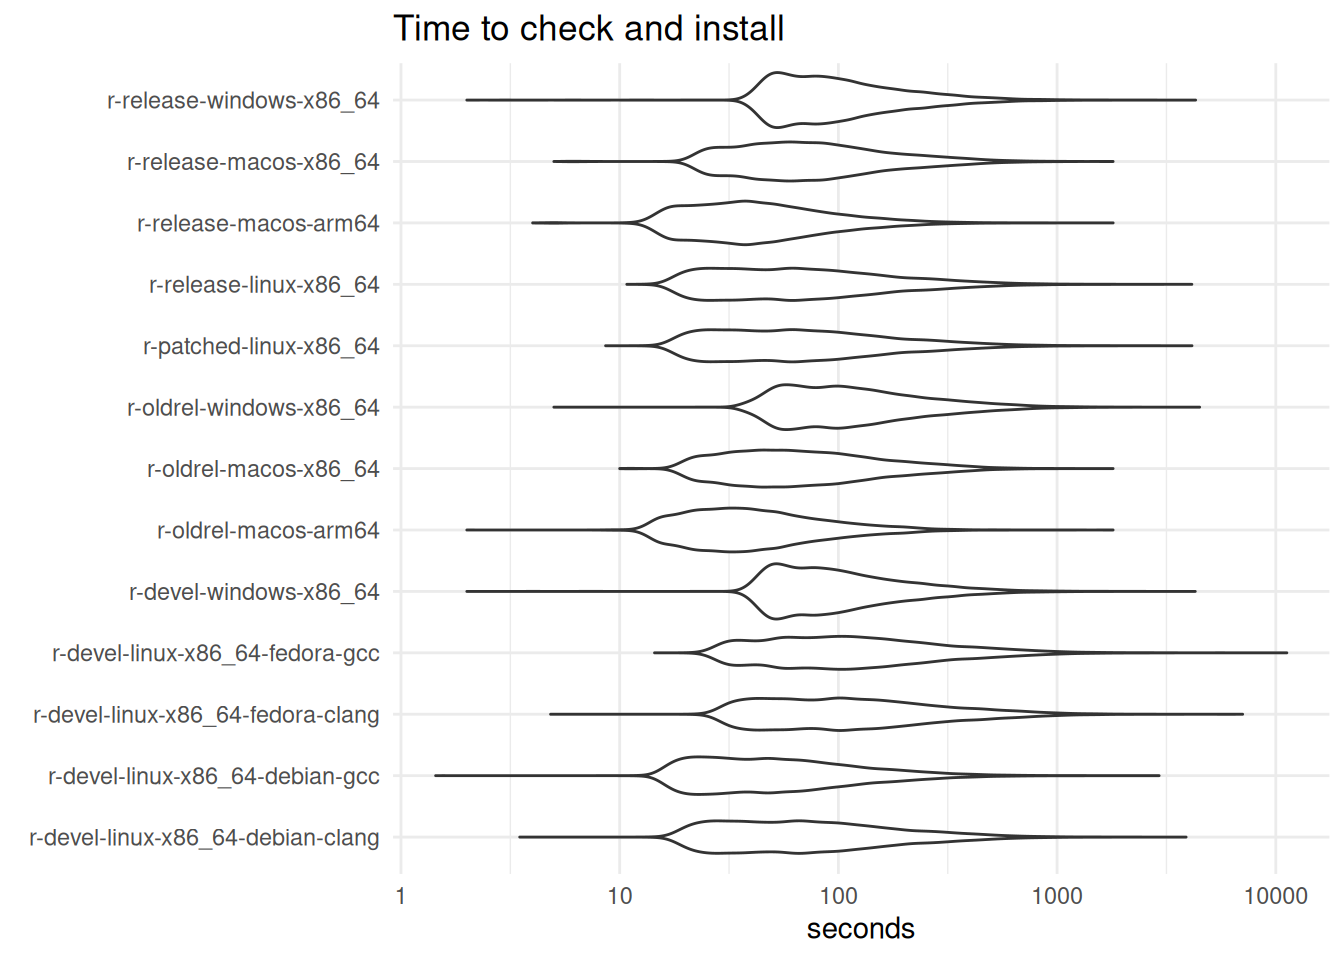 Time to check and install
r-release-windows-x86_64
r-release-macos-x86_64
r-release-macos-arm64
r-release-linux-x86_64
r-patched-linux-x86_64
r-oldrel-windows-x86_64
r-oldrel-macos-x86_64
r-oldrel-macos-arm64
r-devel-windows-x86_64
r-devel-linux-x86_64-fedora-gcc
r-devel-linux-x86_64-fedora-clang
r-devel-linux-x86_64-debian-gcc
r-devel-linux-x86_64-debian-clang
1 10 100 1000 10000
seconds